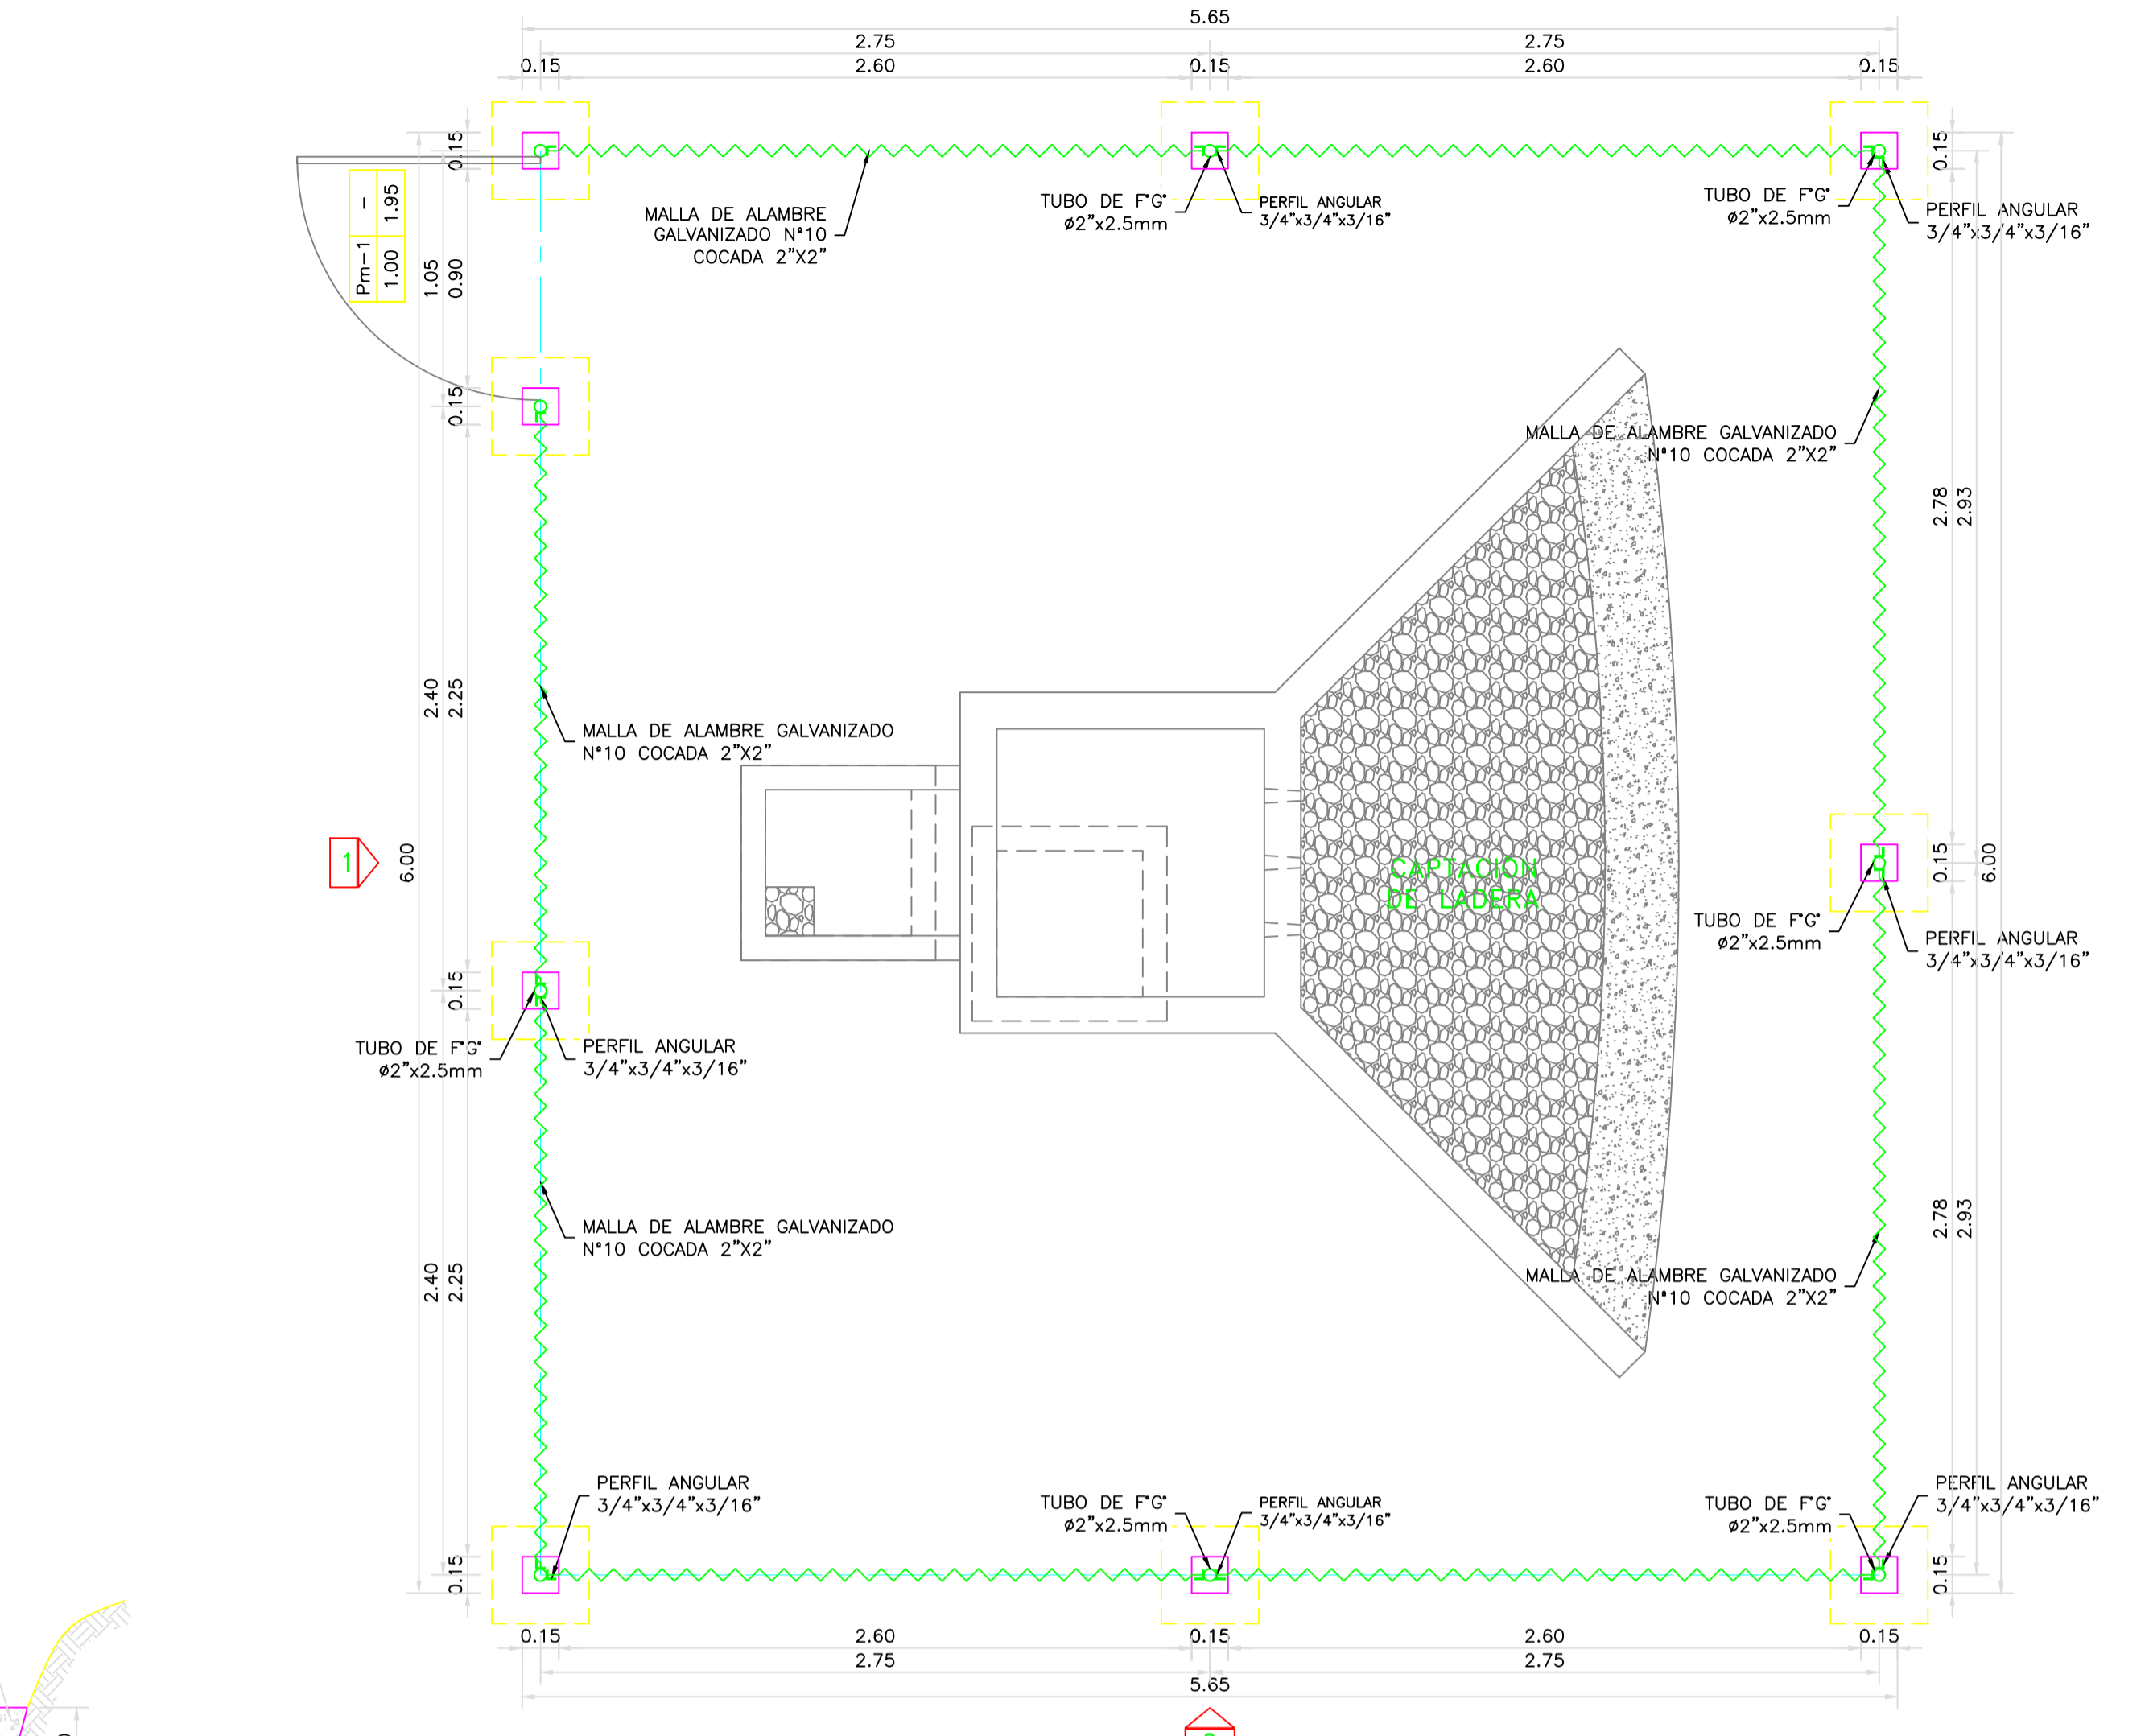 5.65
2.75
2.75
0.15
2.60
0.15
2.60
0.15
0.15
0.15
Pm-1
-
1.00
1.95
1.05
0.90
MALLA DE ALAMBRE
GALVANIZADO N°10
COCADA 2"X2"
TUBO DE F°G°
ø2"x2.5mm
PERFIL ANGULAR
3/4"x3/4"x3/16"
TUBO DE F°G°
ø2"x2.5mm
PERFIL ANGULAR
3/4"x3/4"x3/16"
0.15
MALLA DE ALAMBRE GALVANIZADO
N°10 COCADA 2"X2"
2.78
2.93
2.40
2.25
MALLA DE ALAMBRE GALVANIZADO
N°10 COCADA 2"X2"
1
6.00
CAPTACION
DE LADERA
0.15
6.00
TUBO DE F°G°
ø2"x2.5mm
PERFIL ANGULAR
3/4"x3/4"x3/16"
0.15
TUBO DE F°G°
ø2"x2.5mm
PERFIL ANGULAR
3/4"x3/4"x3/16"
MALLA DE ALAMBRE GALVANIZADO
N°10 COCADA 2"X2"
2.40
2.25
MALLA DE ALAMBRE GALVANIZADO
N°10 COCADA 2"X2"
2.78
2.93
PERFIL ANGULAR
3/4"x3/4"x3/16"
TUBO DE F°G°
ø2"x2.5mm
PERFIL ANGULAR
3/4"x3/4"x3/16"
TUBO DE F°G°
ø2"x2.5mm
PERFIL ANGULAR
3/4"x3/4"x3/16"
0.15
0.15
0.15
2.60
0.15
2.60
0.15
2.75
2.75
5.65